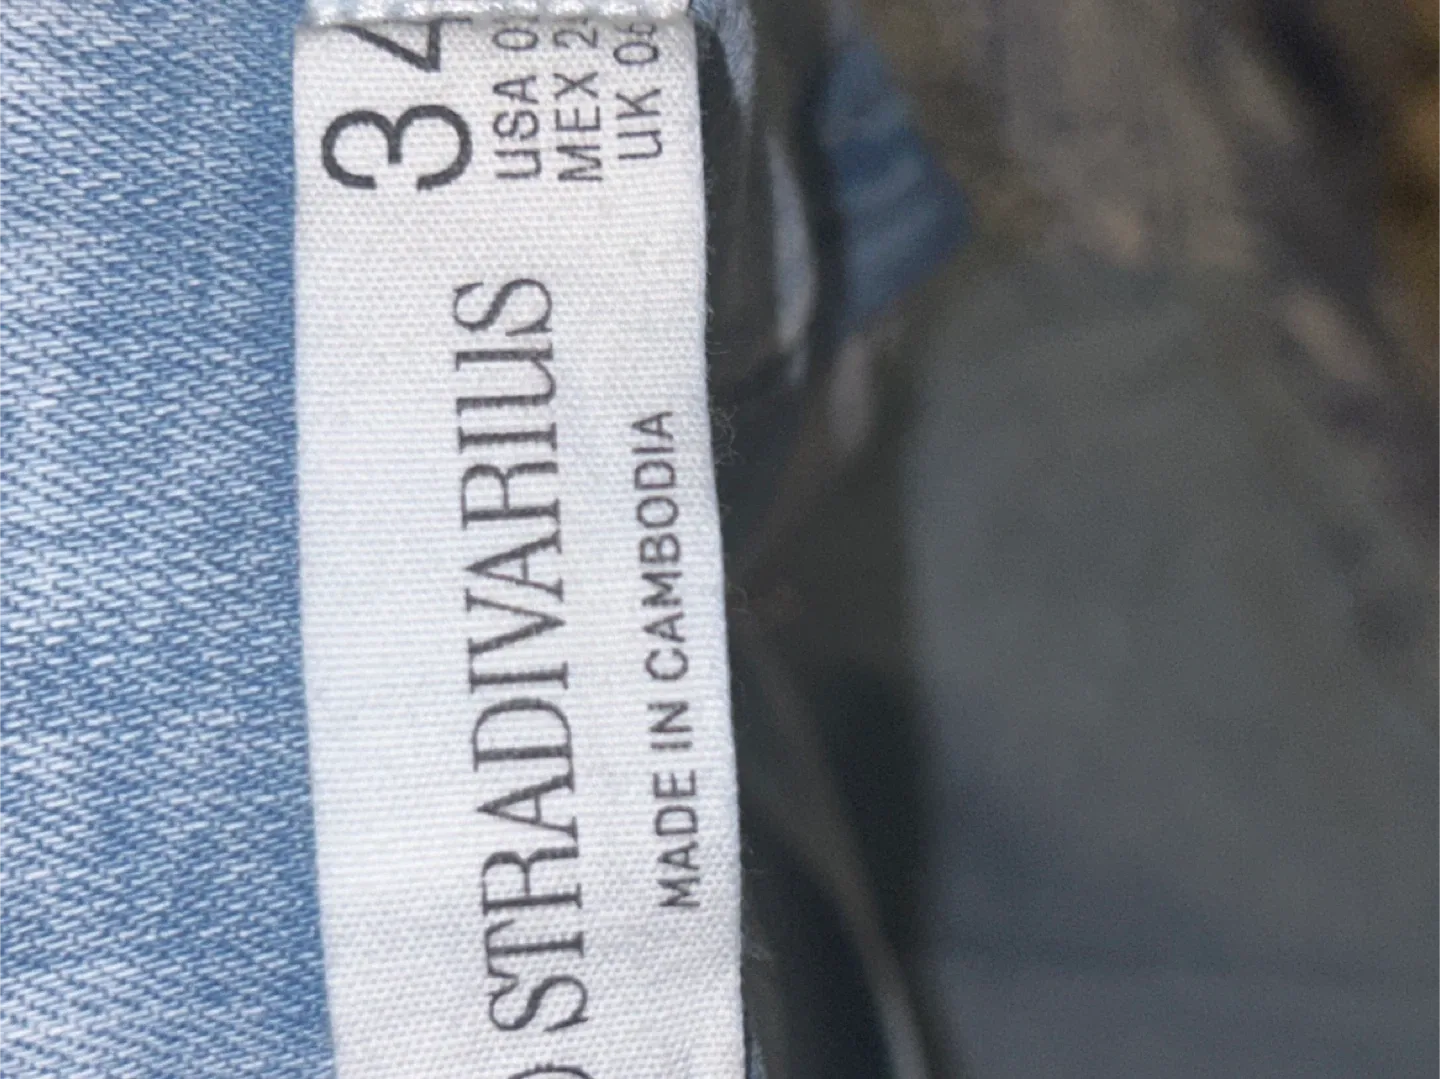 STRADIVARIUS
MADE IN CAMBODIA
34
USA
MEX
UK